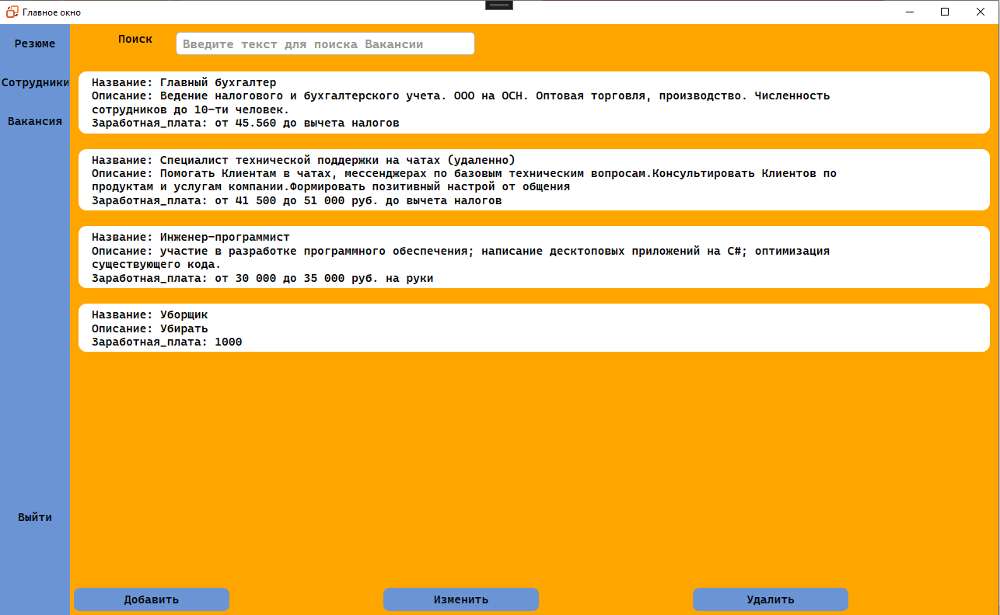 Главное окно
Резюме
Сотрудники
Вакансия
Выйти
Поиск
Введите текст для поиска Вакансии
Название: Главный бухгалтер
Описание: Ведение налогового и бухгалтерского учета. ООО на ОСН. Оптовая торговля, производство. Численность
сотрудников до 10-ти человек.
Заработная_плата: от 45.560 до вычета налогов
Название: Специалист технической поддержки на чатах (удаленно)
Описание: Помогать Клиентам в чатах, мессенджерах по базовым техническим вопросам.Консультировать Клиентов по
продуктам и услугам компании.Формировать позитивный настрой от общения
Заработная_плата: от 41 500 до 51 000 руб. до вычета налогов
Название: Инженер-программист
Описание: участие в разработке программного обеспечения; написание десктоповых приложений на C#; оптимизация
существующего кода.
Заработная_плата: от 30 000 до 35 000 руб. на руки
Название: Уборщик
Описание: Убирать
Заработная_плата: 1000
Добавить
Изменить
Удалить